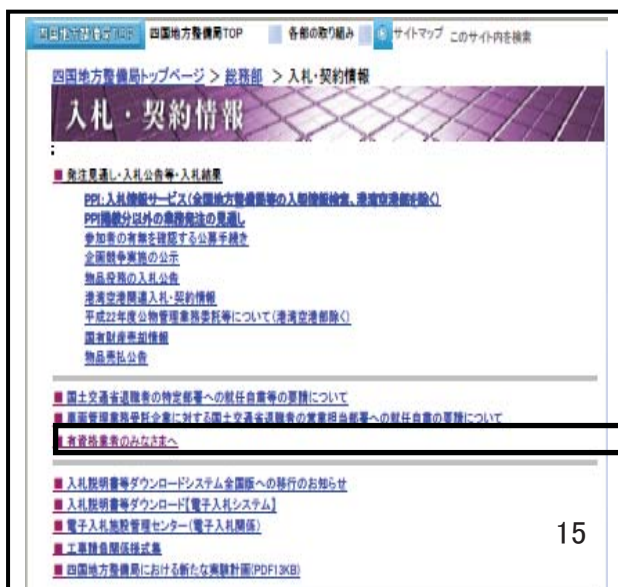 四国地方整備局TOP 四国地方整備局TOP 各部の取り組み サイトマップ このサイト内を検索
四国地方整備局トップページ > 総務部 > 入札・契約情報
入札・契約情報
■ 発注見通し・入札公告等・入札結果
PPI:入札情報サービス(全国地方整備局等の入契情報検索、港湾空港部を除く)
PPI掲載分以外の業務発注の見通し
参加者の有無を確認する公募手続き
企画競争実施の公示
物品役務の入札公告
港湾空港関連入札・契約情報
平成22年度公物管理業務委託等について(港湾空港部除く)
国有財産売却情報
物品売払公告
■ 国土交通省退職者の特定部署への就任自粛等の要請について
■ 車両管理業務受託企業に対する国土交通省退職者の営業担当部署への就任自粛の要請について
■ 有資格業者のみなさまへ
■ 入札説明書等ダウンロードシステム全国版への移行のお知らせ
■ 入札説明書等ダウンロード【電子入札システム】
■ 電子入札施設管理センター(電子入札関係)
■ 工事請負関係様式集
■ 四国地方整備局における新たな実験計画(PDF13KB)
15